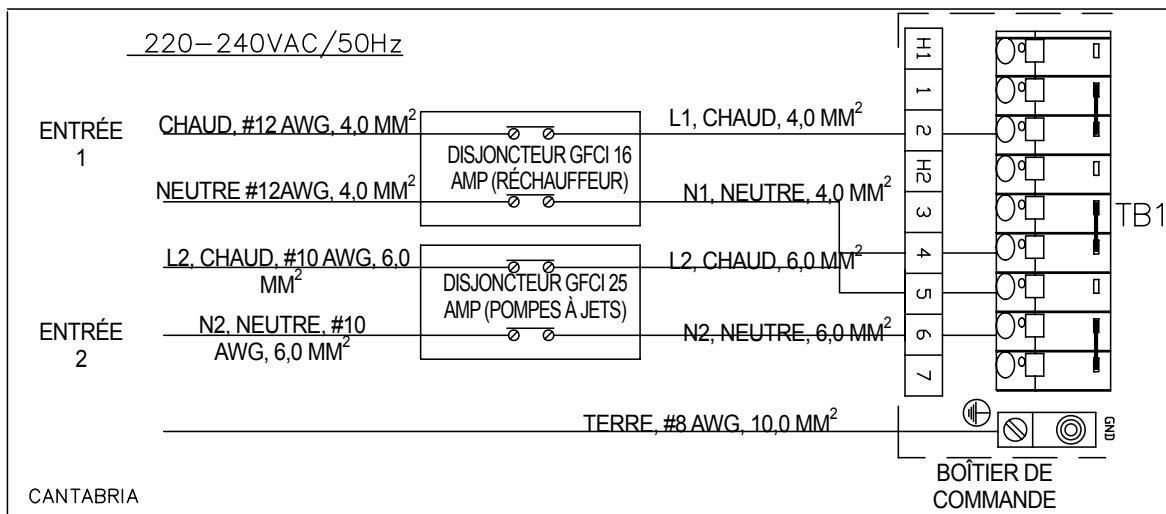 220-240VAC/50Hz
ENTRÉE
1
CHAUD, #12 AWG, 4,0 MM²
NEUTRE #12AWG, 4,0 MM²
DISJONCTEUR GFCI 16
AMP (RÉCHAUFFEUR)
L1, CHAUD, 4,0 MM²
N1, NEUTRE, 4,0 MM²
ENTRÉE
2
L2, CHAUD, #10 AWG, 6,0
MM²
N2, NEUTRE, #10
AWG, 6,0 MM²
DISJONCTEUR GFCI 25
AMP (POMPES À JETS)
L2, CHAUD, 6,0 MM²
N2, NEUTRE, 6,0 MM²
TERRE, #8 AWG, 10,0 MM²
H1
1
2
H2
3
4
5
6
7
TB1
GND
BOÎTIER DE
COMMANDE
CANTABRIA